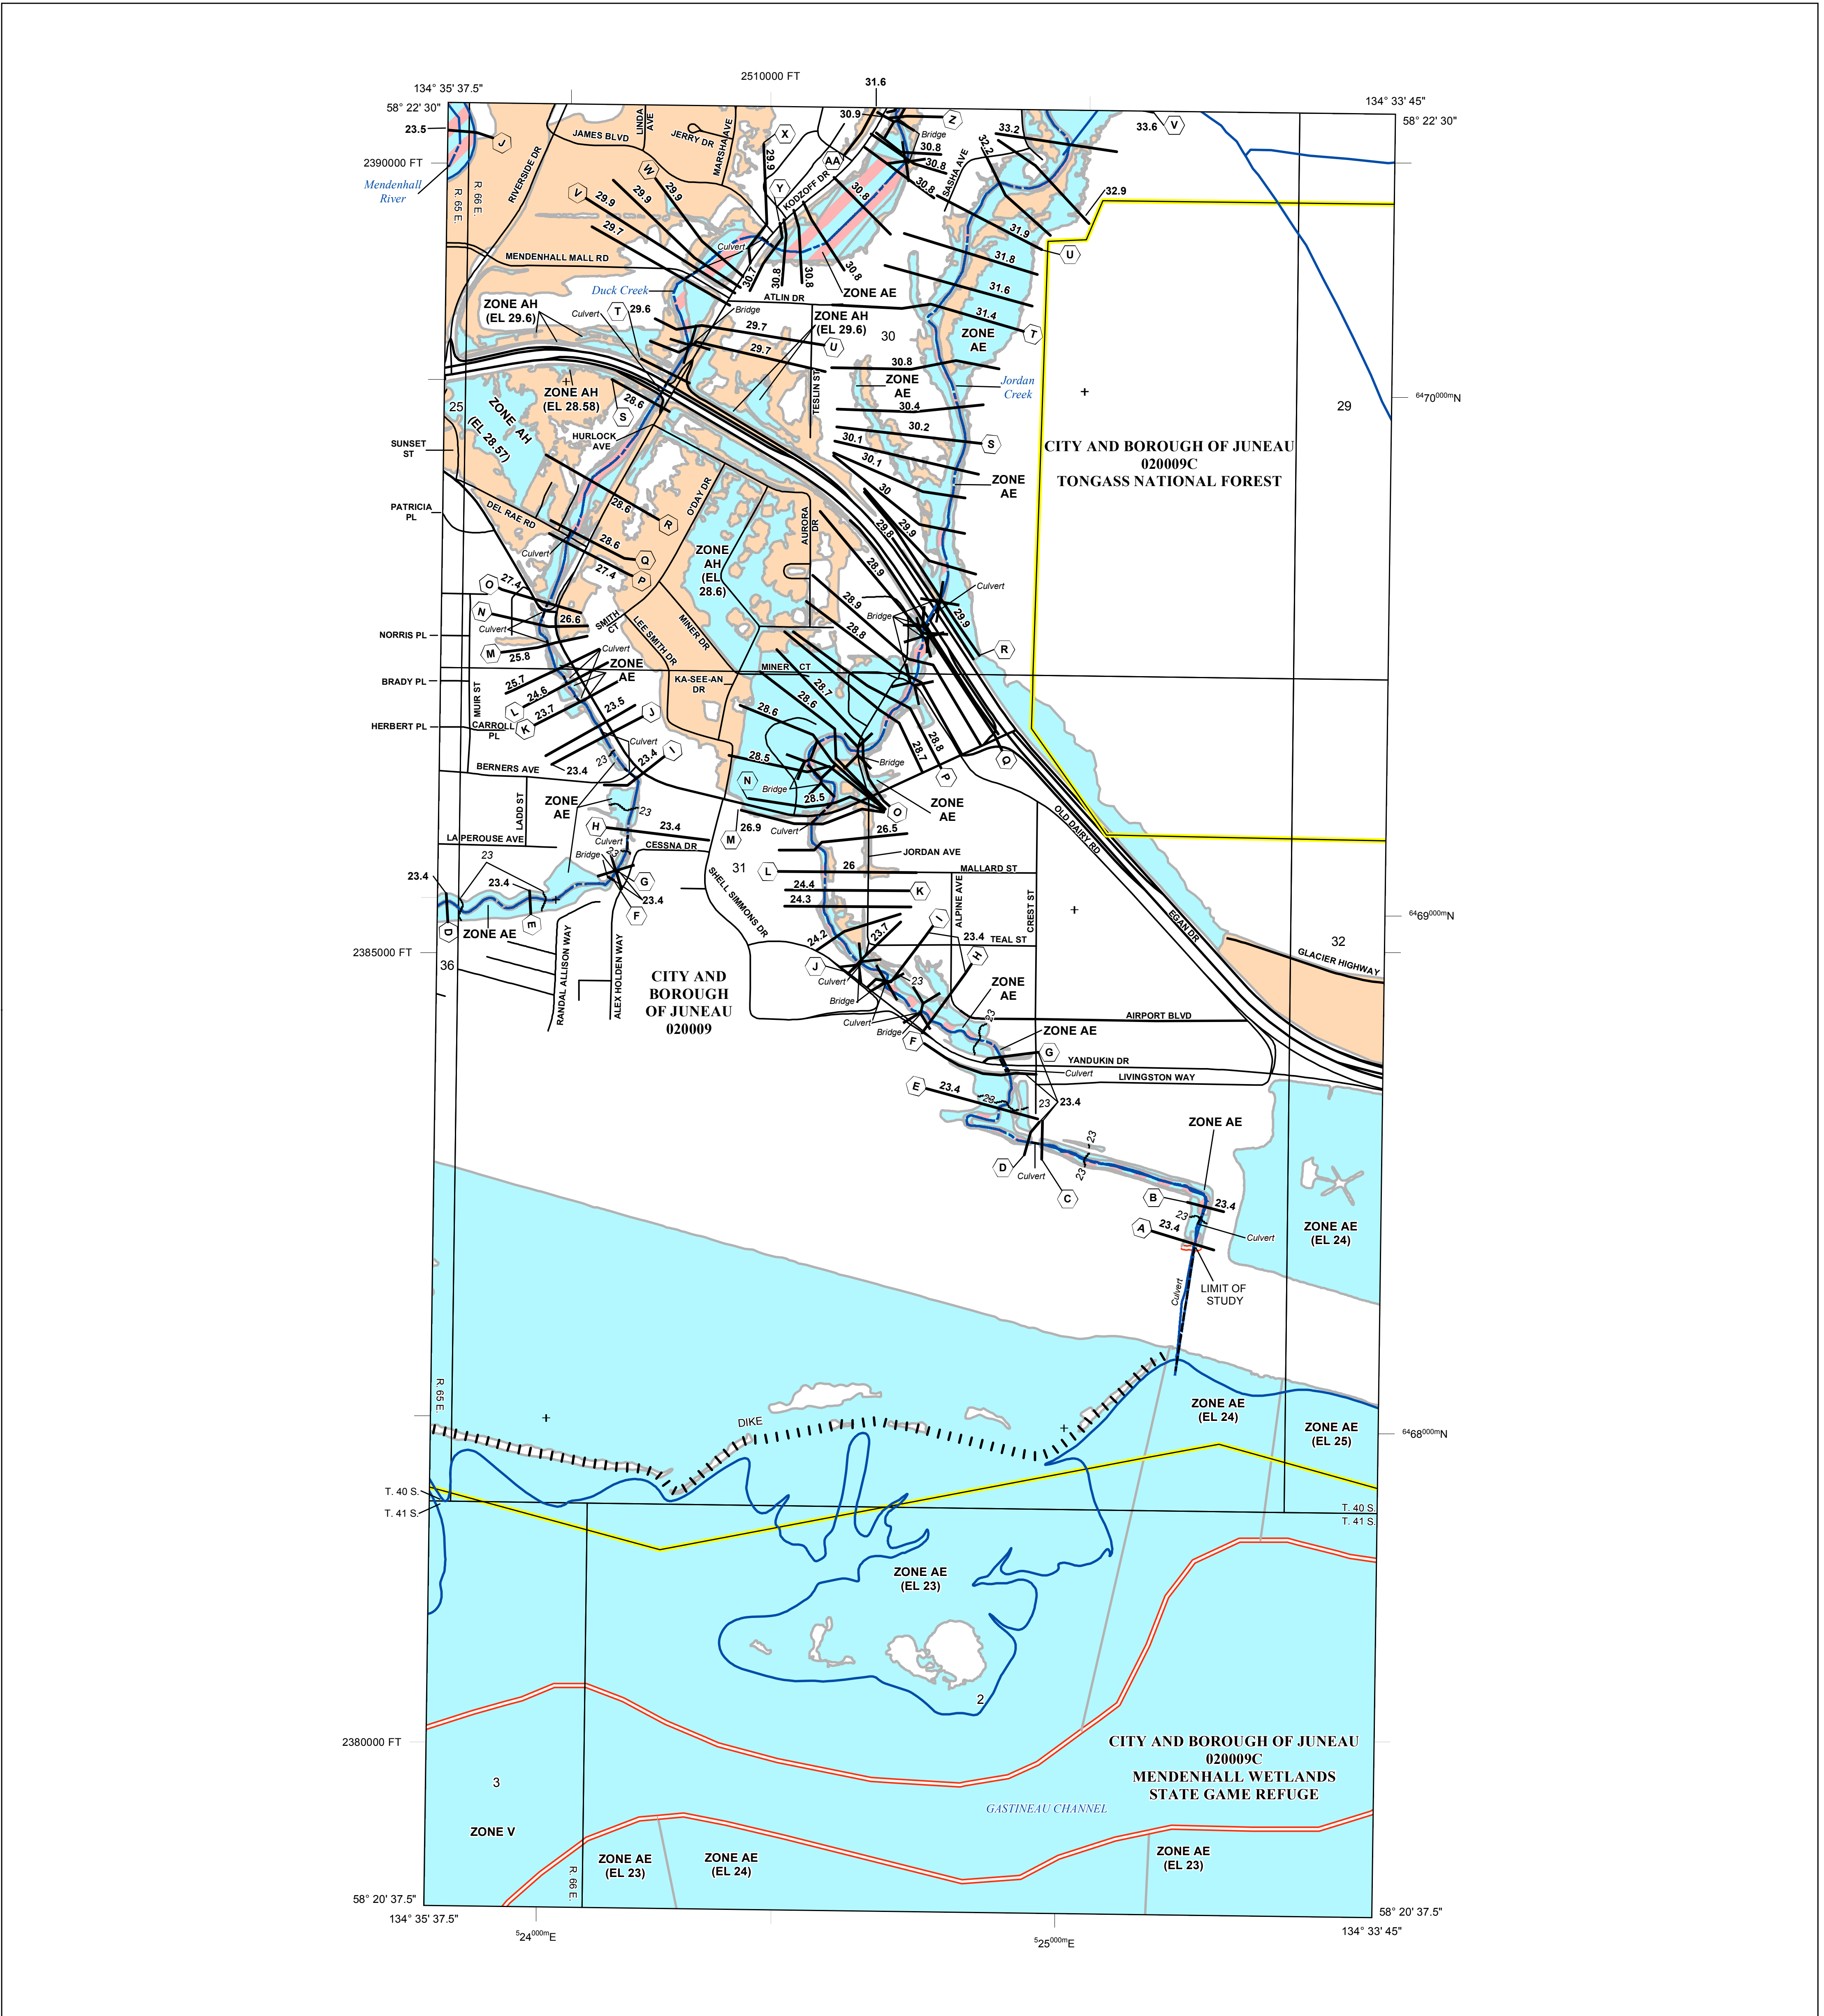 2510000 FT
31.6
134° 35' 37.5"
134° 33' 45"
58° 22' 30"
58° 22' 30"
23.5
J
2390000 FT
Mendenhall
River
R. 65 E.
R. 66 E.
RIVERSIDE DR
JAMES BLVD
LINDA
AVE
JERRY DR
MARSHA AVE
X
29.9
30.9
Z
Bridge
AA
KODZOFF DR
Y
30.8
30.8
30.8
30.8
SASHA AVE
32.2
33.2
33.6
V
32.9
W
29.9
29.9
V
29.9
29.7
31.9
U
31.8
31.6
31.4
T
MENDENHALL MALL RD
Culvert
30.7
30.8
30.8
30.8
ZONE AE
Duck Creek
ATLIN DR
Bridge
ZONE AH
(EL 29.6)
Culvert
T
29.6
29.7
29.7
U
ZONE AH
(EL 29.6)
30
ZONE
AE
30.8
ZONE
AE
Jordan
Creek
TESLIN ST
30.4
30.2
S
30.1
30.1
ZONE AH
(EL 28.58)
28.6
S
25
ZONE AH
(EL 28.57)
29
6470000mN
HURLOCK
AVE
SUNSET
ST
CITY AND BOROUGH OF JUNEAU
020009C
TONGASS NATIONAL FOREST
ZONE
AE
30
29.9
29.8
PATRICIA
PL
DEL RAE RD
28.6
R
O'DAY DR
AURORA
DR
28.6
Q
27.4
P
Culvert
ZONE
AH
(EL
28.6)
28.9
28.9
28.8
Culvert
Bridge
29.9
R
O
27.4
N
26.6
Culvert
M
25.8
SMITH
CT
LEE SMITH DR
MINER DR
NORRIS PL
BRADY PL
HERBERT PL
MUIR ST
CARROLL
PL
Culvert
ZONE
AE
25.7
24.6
L
23.7
K
23.5
J
KA-SEE-AN
DR
MINER CT
28.7
28.6
28.6
28.7
28.8
P
Q
Culvert
23
23.4
I
23.4
BERNERS AVE
28.5
N
Bridge
28.5
Bridge
ZONE
AE
O
LADD ST
ZONE
AE
23
H
23.4
Culvert
M
26.9
Culvert
26.5
OLD DAIRY RD
LA PEROUSE AVE
23
Bridge
23
CESSNA DR
31
JORDAN AVE
23.4
23.4
G
23.4
F
L
26
MALLARD ST
24.4
K
24.3
SHELL SIMMONS DR
ALPINE AVE
CREST ST
EGAN DR
6469000mN
D
E
ZONE AE
24.2
23.7
I
23.4
H
TEAL ST
32
GLACIER HIGHWAY
2385000 FT
36
RANDAL ALLISON WAY
ALEX HOLDEN WAY
CITY AND
BOROUGH
OF JUNEAU
020009
J
Culvert
Bridge
23
ZONE
AE
Culvert
Bridge
F
23
AIRPORT BLVD
ZONE AE
G
YANDUKIN DR
Culvert
LIVINGSTON WAY
E
23.4
23
23
23.4
ZONE AE
D
Culvert
C
23
23
B
23.4
23
A
23.4
Culvert
ZONE AE
(EL 24)
LIMIT OF
STUDY
Culvert
R. 65 E.
DIKE
ZONE AE
(EL 24)
ZONE AE
(EL 25)
6468000mN
T. 40 S.
T. 41 S.
T. 40 S.
T. 41 S.
ZONE AE
(EL 23)
2
2380000 FT
CITY AND BOROUGH OF JUNEAU
020009C
MENDENHALL WETLANDS
STATE GAME REFUGE
3
GASTINEAU CHANNEL
ZONE V
ZONE AE
(EL 23)
ZONE AE
(EL 24)
ZONE AE
(EL 23)
R. 66 E.
58° 20' 37.5"
58° 20' 37.5"
134° 35' 37.5"
134° 33' 45"
524000mE
525000mE